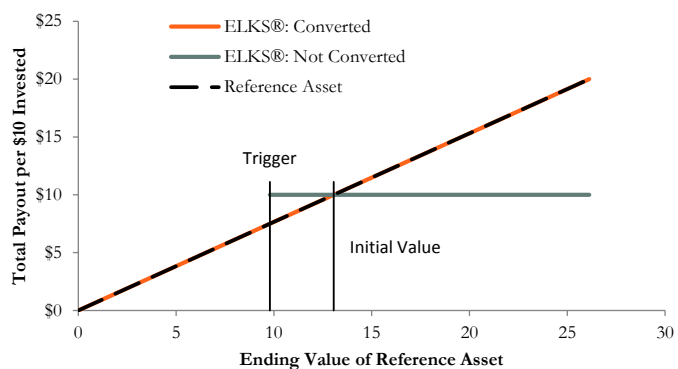 ELKS®: Converted
ELKS®: Not Converted
Reference Asset
Total Payout per $10 Invested
$25
$20
$15
$10
$5
$0
Trigger
Initial Value
0 5 10 15 20 25 30
Ending Value of Reference Asset